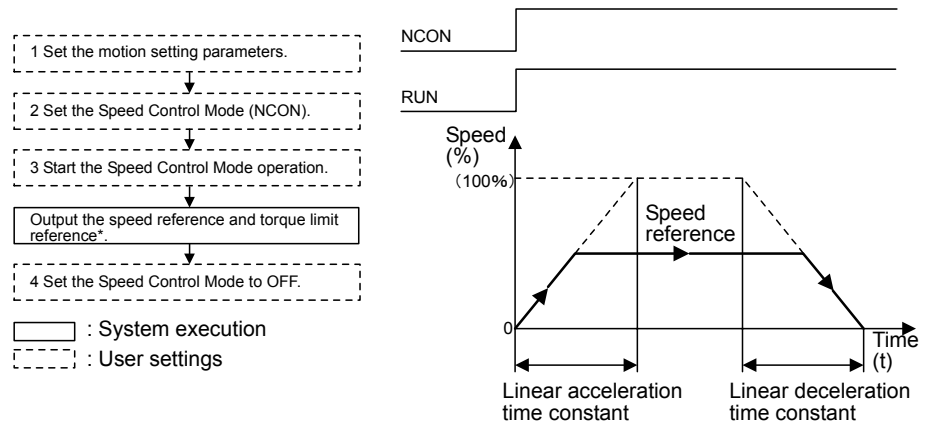 1 Set the motion setting parameters.
2 Set the Speed Control Mode (NCON).
3 Start the Speed Control Mode operation.
Output the speed reference and torque limit
reference*.
4 Set the Speed Control Mode to OFF.
: System execution
: User settings
NCON
RUN
Speed
(%)
(100%)
Speed
reference
0
Time
(t)
Linear acceleration
time constant
Linear deceleration
time constant